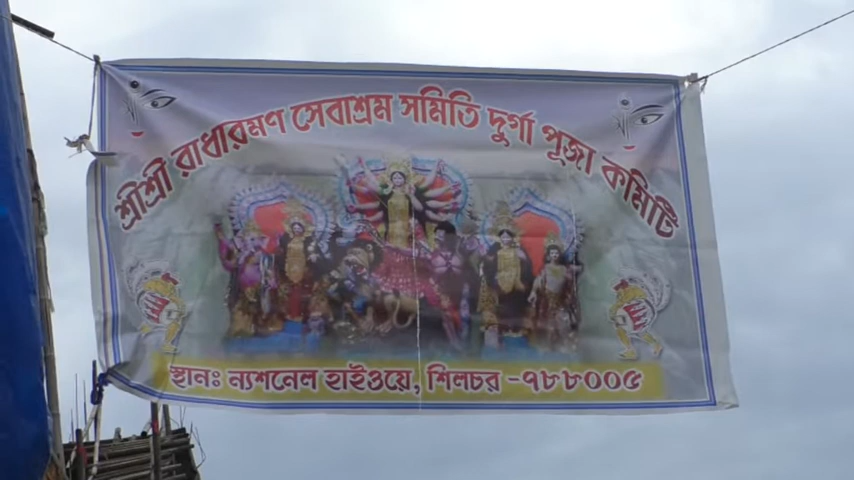 শ্রীশ্রী রাধারমণ সেবাশ্রম সমিতি দুর্গা পূজা কমিটি
স্থানঃ ন্যাশনেল হাইওয়ে, শিলচর -৭৮৮০০৫